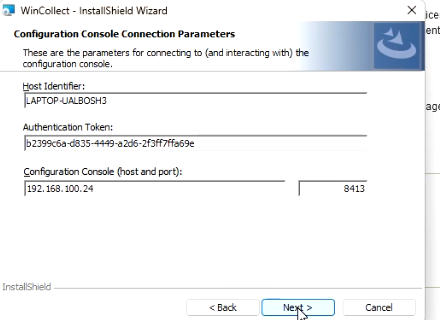 WinCollect - InstallShield Wizard
Configuration Console Connection Parameters
These are the parameters for connecting to (and interacting with) the
configuration console.
Host Identifier:
LAPTOP-UALBOSH3
Authentication Token:
b2399c6a-d835-4449-a2d6-2f3ff7ffa69e
Configuration Console (host and port):
192.168.100.24 8413
InstallShield
< Back Next > Cancel